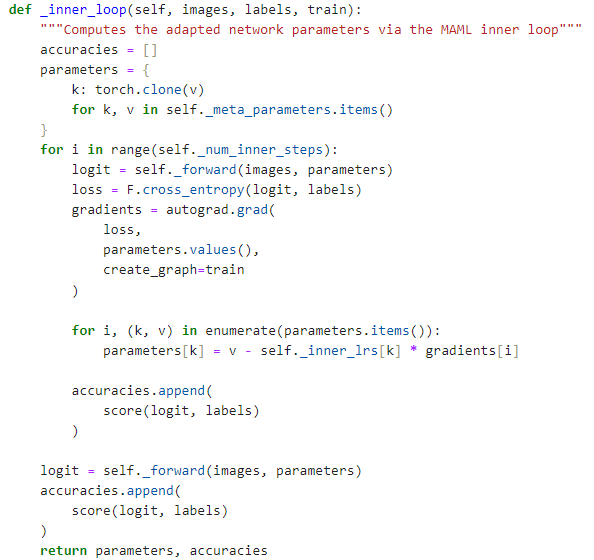 def _inner_loop(self, images, labels, train):
    """Computes the adapted network parameters via the MAML inner loop"""
    accuracies = []
    parameters = {
        k: torch.clone(v)
        for k, v in self._meta_parameters.items()
    }
    for i in range(self._num_inner_steps):
        logit = self._forward(images, parameters)
        loss = F.cross_entropy(logit, labels)
        gradients = autograd.grad(
            loss,
            parameters.values(),
            create_graph=train
        )

        for i, (k, v) in enumerate(parameters.items()):
            parameters[k] = v - self._inner_lrs[k] * gradients[i]

        accuracies.append(
            score(logit, labels)
        )

    logit = self._forward(images, parameters)
    accuracies.append(
        score(logit, labels)
    )
    return parameters, accuracies